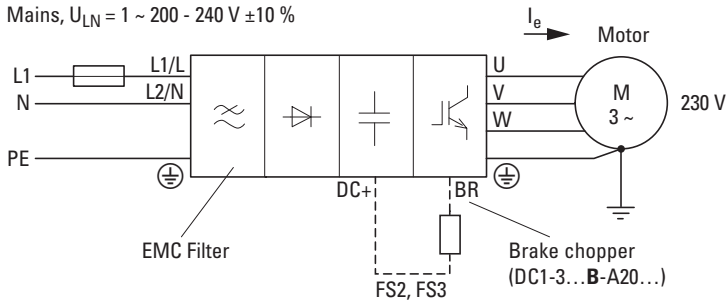 Mains, U_LN = 1 ~ 200 - 240 V ±10 %
I_e
Motor
L1
L1/L
U
N
L2/N
V
M
3 ~
230 V
W
PE
DC+
BR
EMC Filter
Brake chopper
(DC1-3…B-A20…)
FS2, FS3